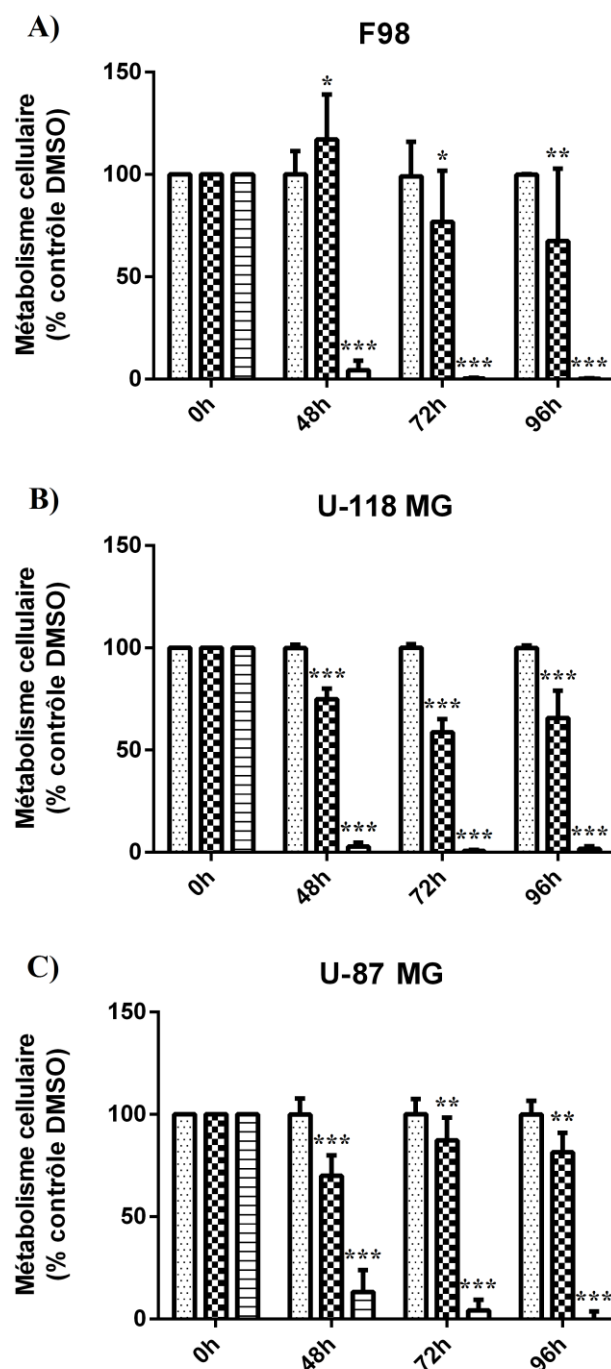 A)
F98
Métabolisme cellulaire
(% contrôle DMSO)
150
100
50
0
*
*
**
***
***
***
0h
48h
72h
96h
B)
U-118 MG
Métabolisme cellulaire
(% contrôle DMSO)
150
100
50
0
***
***
***
***
***
***
0h
48h
72h
96h
C)
U-87 MG
Métabolisme cellulaire
(% contrôle DMSO)
150
100
50
0
***
**
**
***
***
***
0h
48h
72h
96h